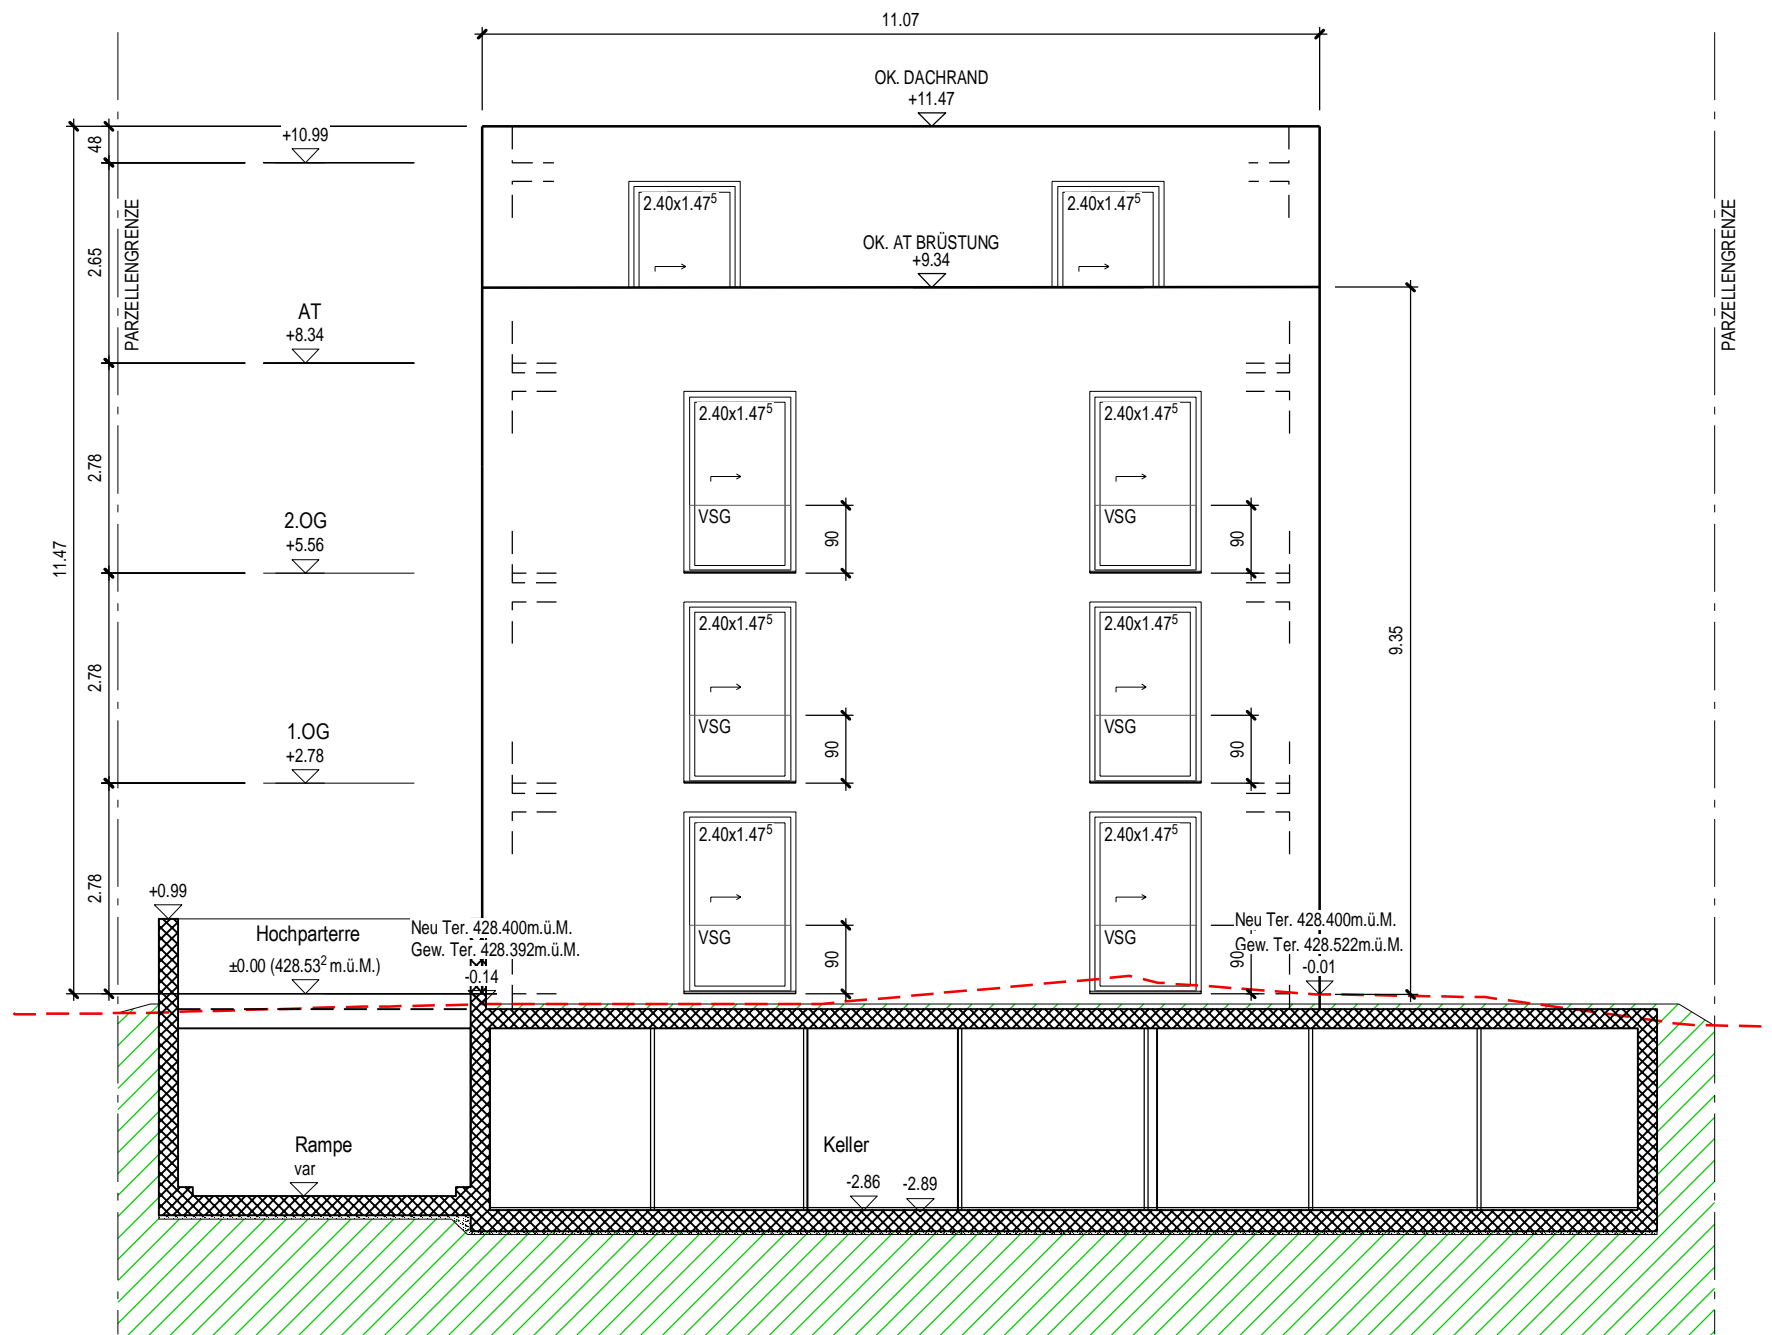 11.07
OK. DACHRAND
+11.47
+10.99
48
2.40x1.47⁵
2.40x1.47⁵
PARZELLENGRENZE
PARZELLENGRENZE
OK. AT BRÜSTUNG
+9.34
2.65
AT
+8.34
2.40x1.47⁵
2.40x1.47⁵
2.78
VSG
VSG
90
90
2.OG
+5.56
11.47
2.40x1.47⁵
2.40x1.47⁵
9.35
2.78
VSG
VSG
90
90
1.OG
+2.78
2.40x1.47⁵
2.40x1.47⁵
2.78
+0.99
Hochparterre
±0.00 (428.53² m.ü.M.)
Neu Ter. 428.400m.ü.M.
Gew. Ter. 428.392m.ü.M.
-0.14
VSG
VSG
90
90
Neu Ter. 428.400m.ü.M.
Gew. Ter. 428.522m.ü.M.
-0.01
Rampe
var
Keller
-2.86
-2.89